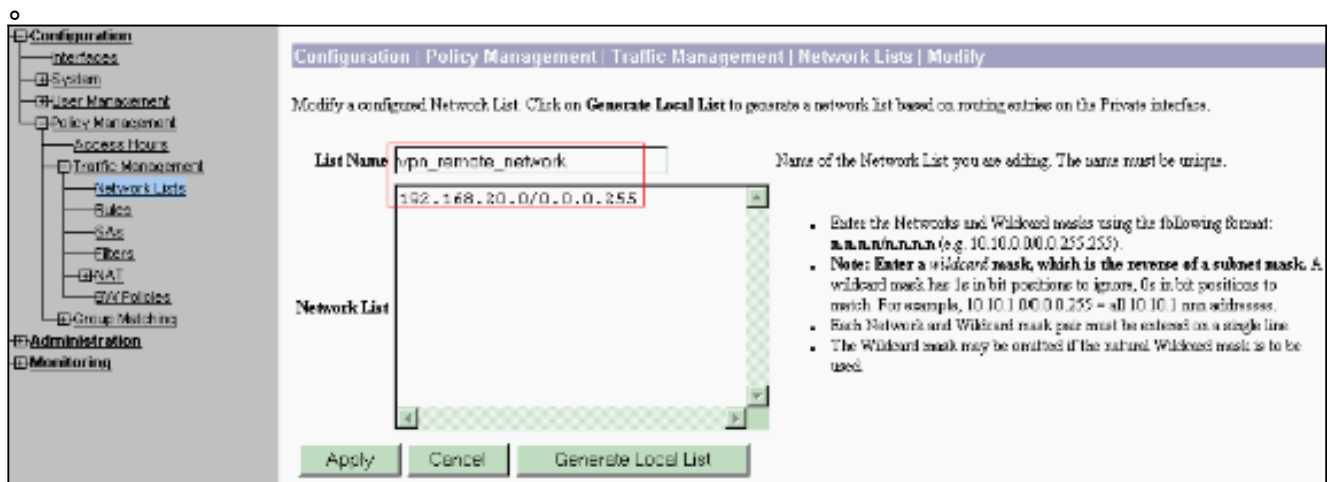 Configuration
Interfaces
System
User Management
Policy Management
Access Hours
Traffic Management
Network Lists
Rules
SAs
Filters
NAT
BW Policies
Group Matching
Administration
Monitoring
Configuration | Policy Management | Traffic Management | Network Lists | Modify
Modify a configured Network List. Click on Generate Local List to generate a network list based on routing entries on the Private interface.
List Name
vpn_remote_network
Name of the Network List you are adding. The name must be unique.
Network List
192.168.20.0/0.0.0.255
• Enter the Networks and Wildcard masks using the following format:
n.n.n.n/n.n.n.n (e.g. 10.10.0.0/0.0.255.255).
• Note: Enter a wildcard mask, which is the reverse of a subnet mask. A
wildcard mask has 1s in bit positions to ignore, 0s in bit positions to
match. For example, 10.10.1.0/0.0.0.255 = all 10.10.1.nnn addresses.
• Each Network and Wildcard mask pair must be entered on a single line
• The Wildcard mask may be omitted if the natural Wildcard mask is to be
used.
Apply
Cancel
Generate Local List